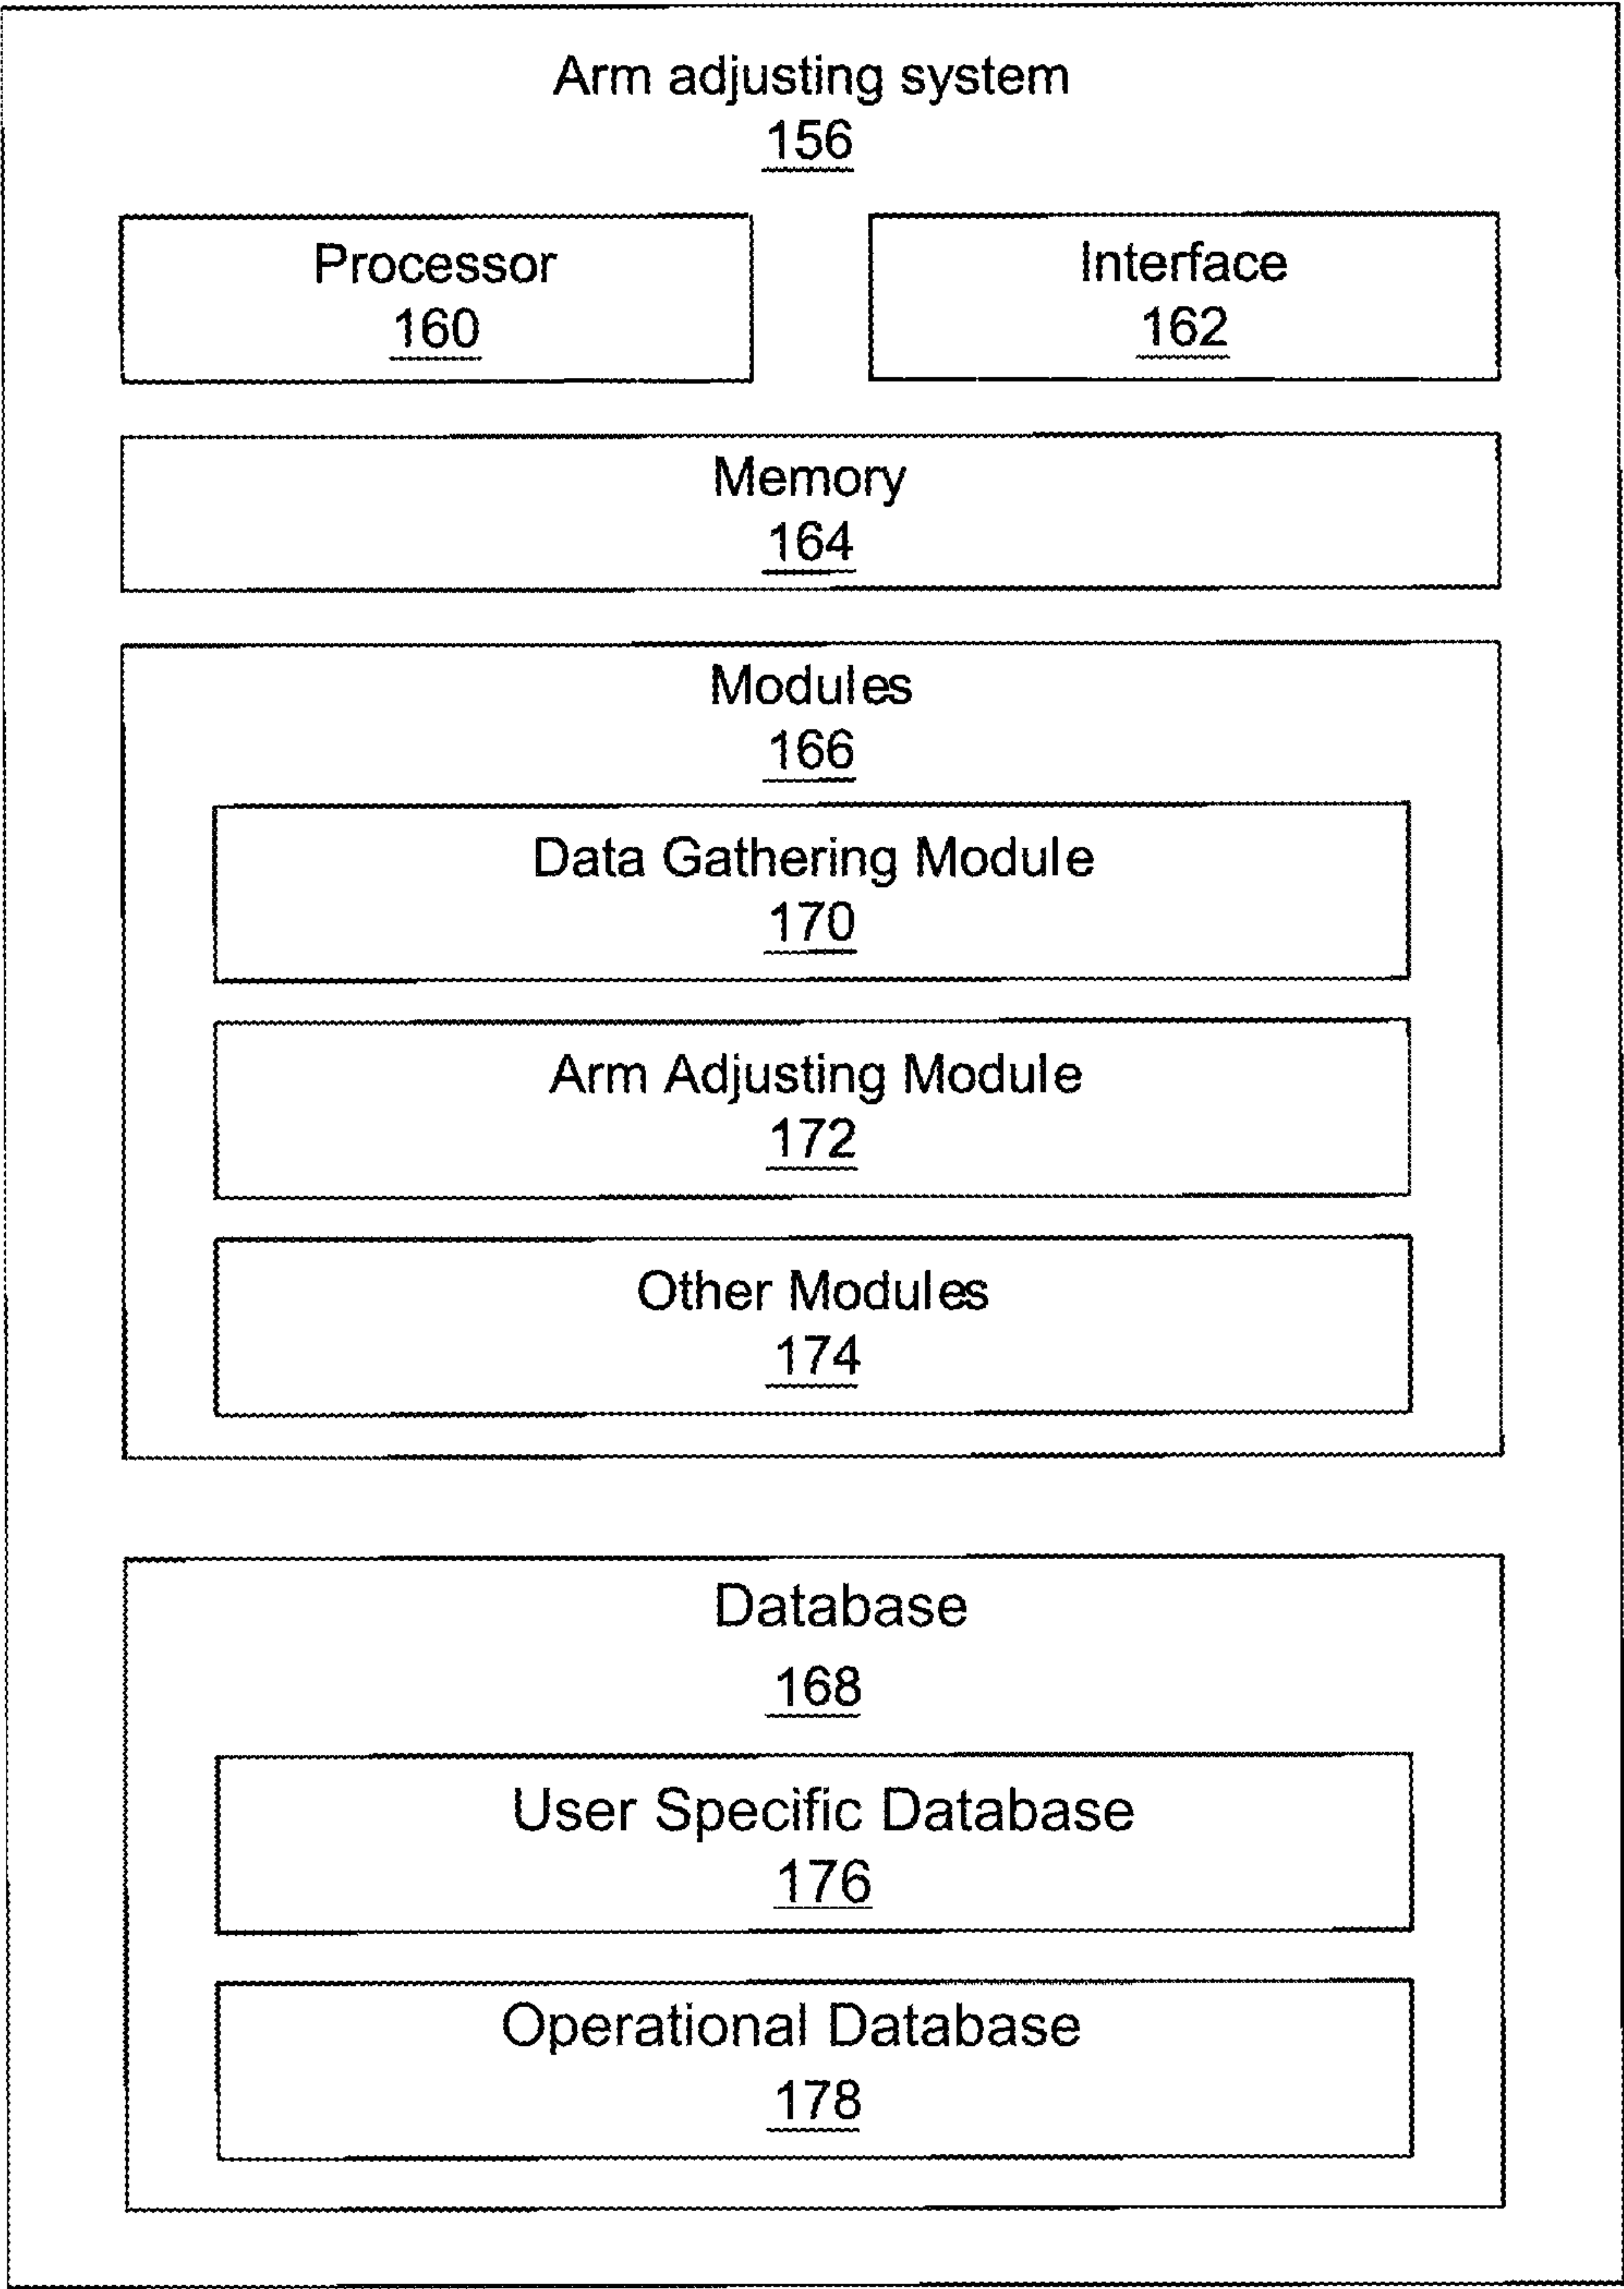 Arm adjusting system
156
Processor
160
Interface
162
Memory
164
Modules
166
Data Gathering Module
170
Arm Adjusting Module
172
Other Modules
174
Database
168
User Specific Database
176
Operational Database
178